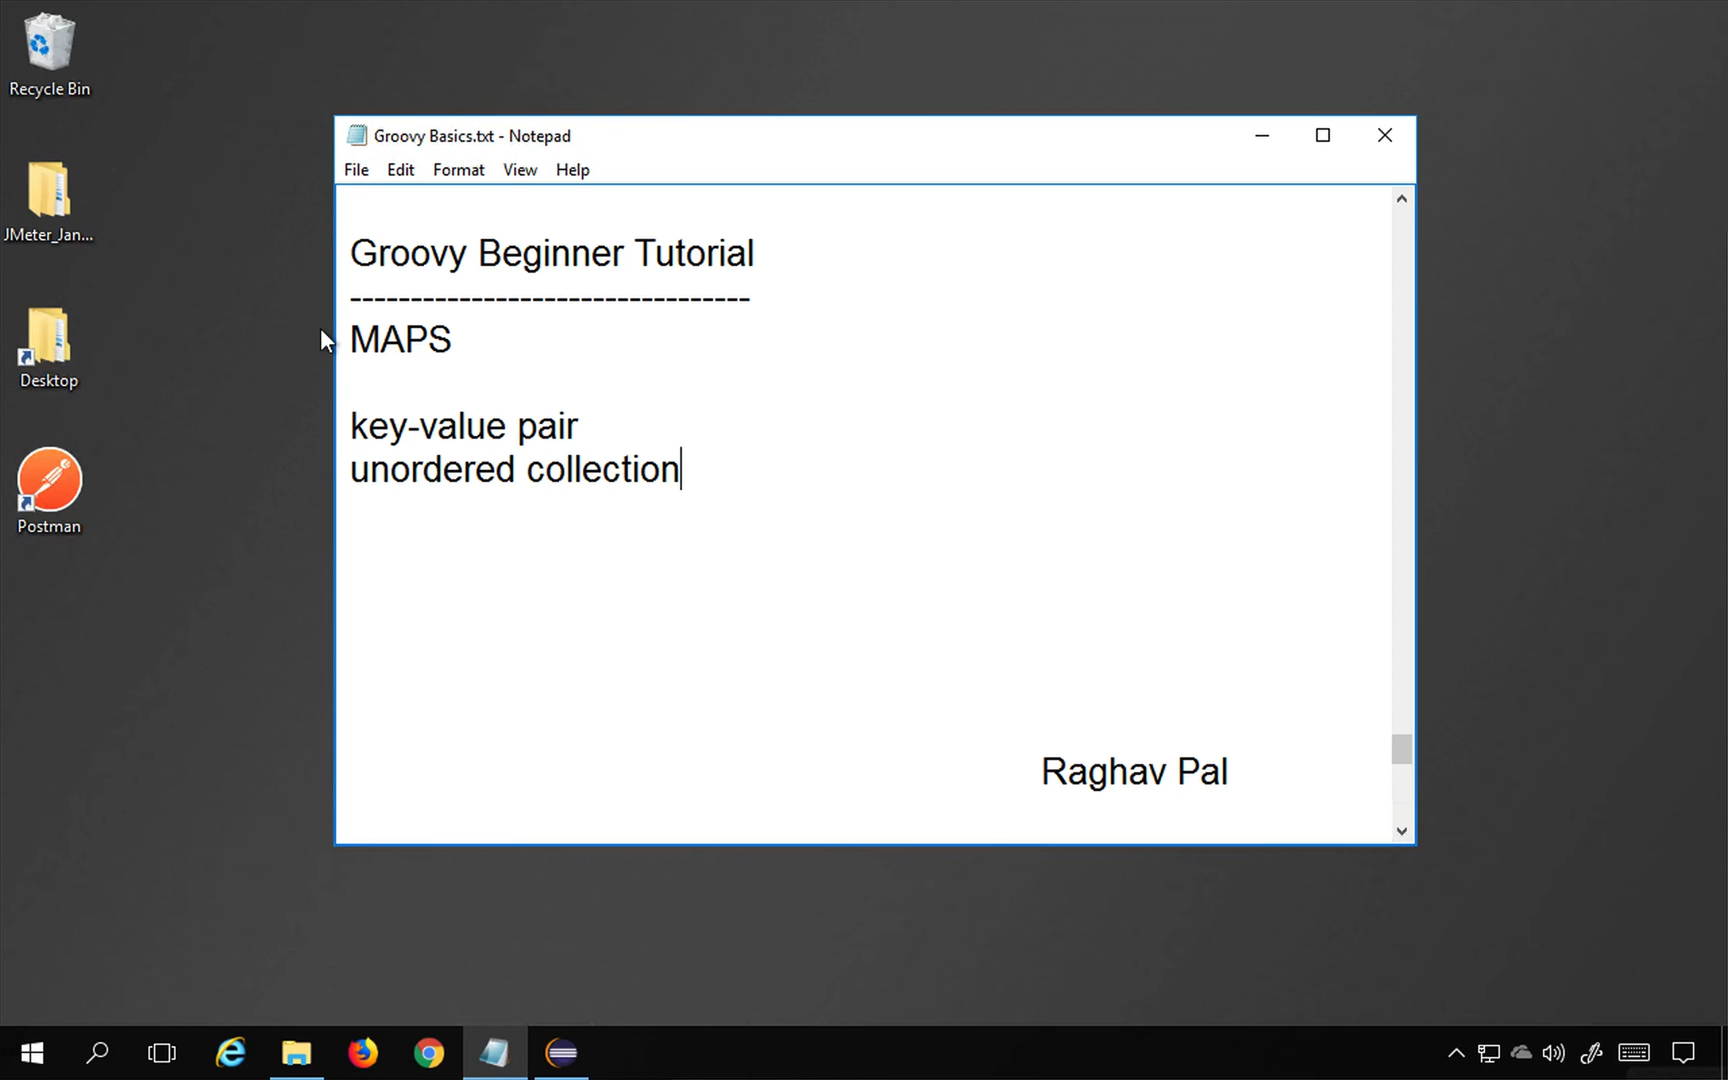 Recycle Bin
JMeter_Jan...
Desktop
Postman
Groovy Basics.txt - Notepad
File Edit Format View Help
Groovy Beginner Tutorial
---------------------------------
MAPS
key-value pair
unordered collection
Raghav Pal